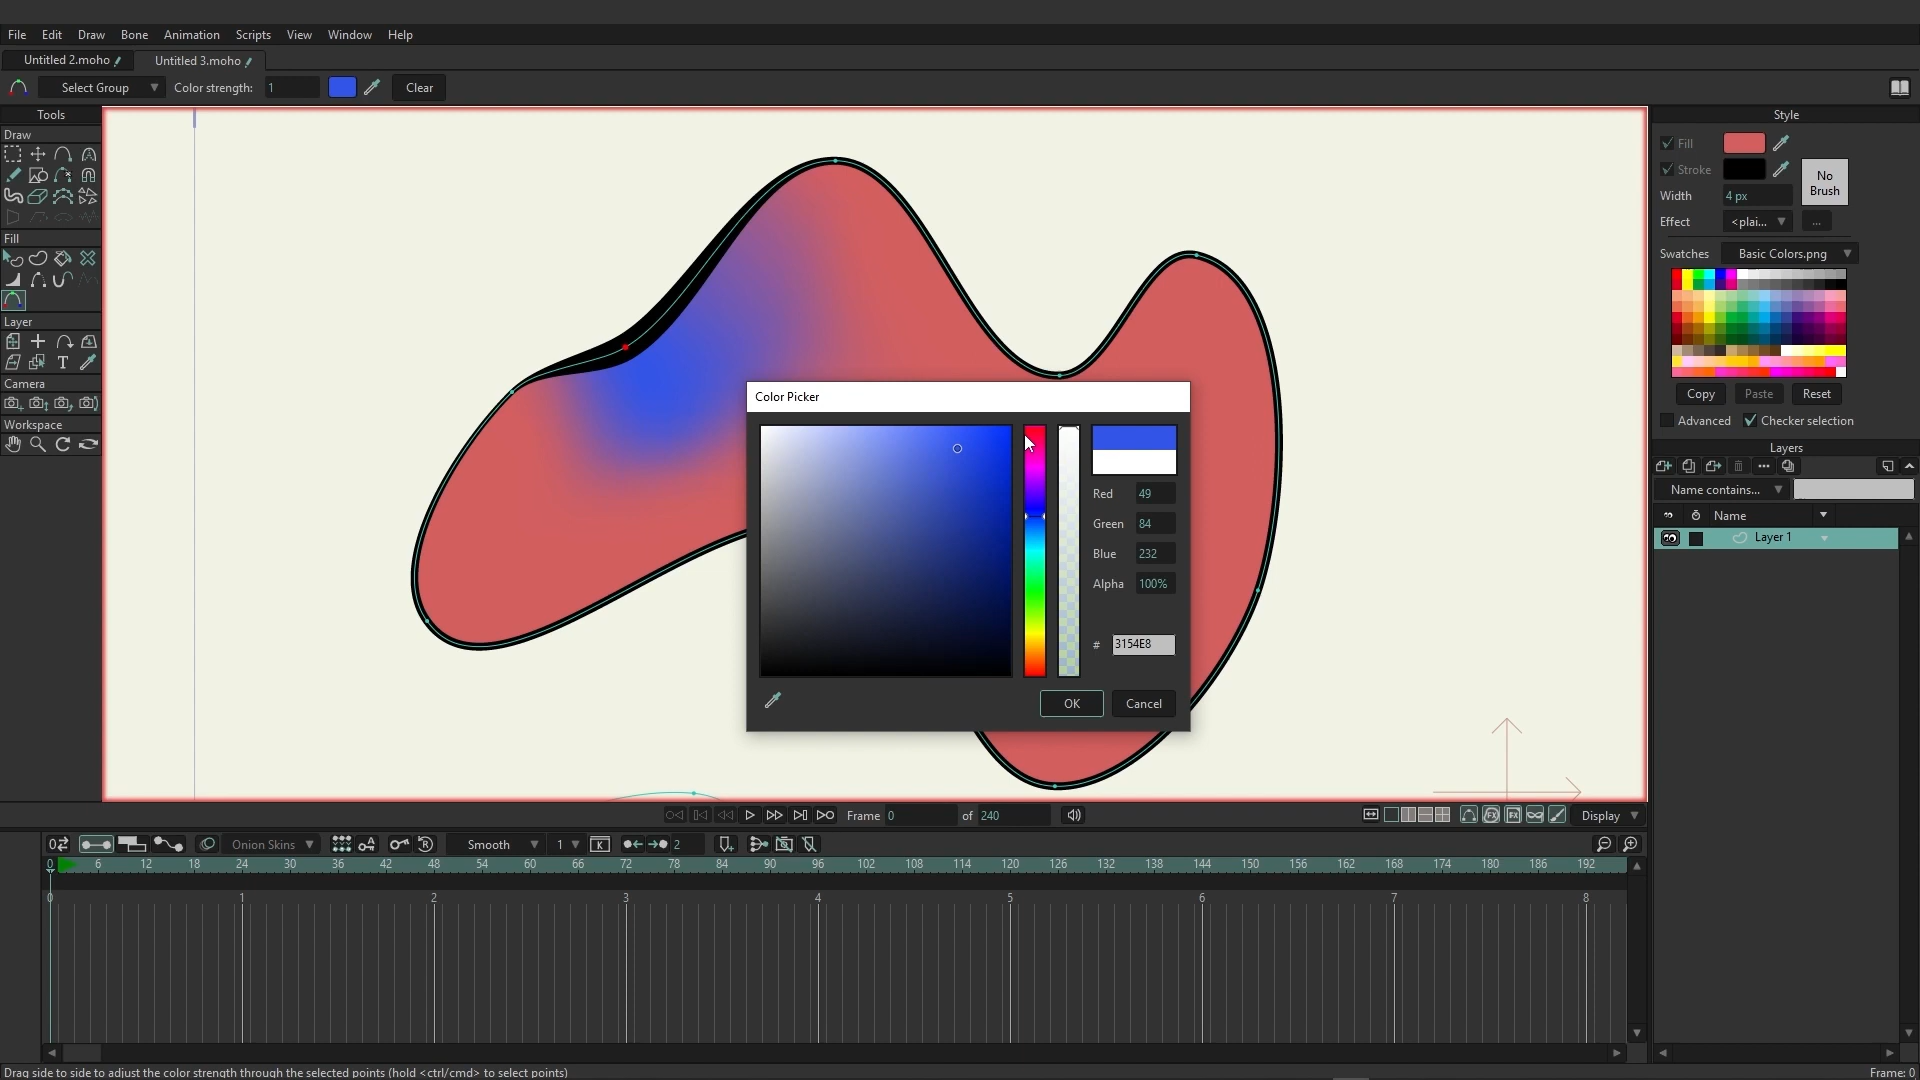 File Edit Draw Bone Animation Scripts View Window Help
Untitled 2.moho Untitled 3.moho
Select Group Color strength: 1 Clear
Tools
Style
Draw
Fill
Stroke
No Brush
Width 4 px
Effect <plai... ...
Fill
Swatches Basic Colors.png
Layer
T
Camera
Copy Paste Reset
Workspace
Advanced Checker selection
Layers
Name contains...
Name
Layer 1
Color Picker
Red 49
Green 84
Blue 232
Alpha 100%
# 3154E8
OK Cancel
Frame 0 of 240 Display
Onion Skins Smooth 1 K 2
0 6 12 18 24 30 36 42 48 54 60 66 72 78 84 90 96 102 108 114 120 126 132 138 144 150 156 162 168 174 180 186 192
0 1 2 3 4 5 6 7 8
Drag side to side to adjust the color strength through the selected points (hold <ctrl/cmd> to select points) Frame: 0